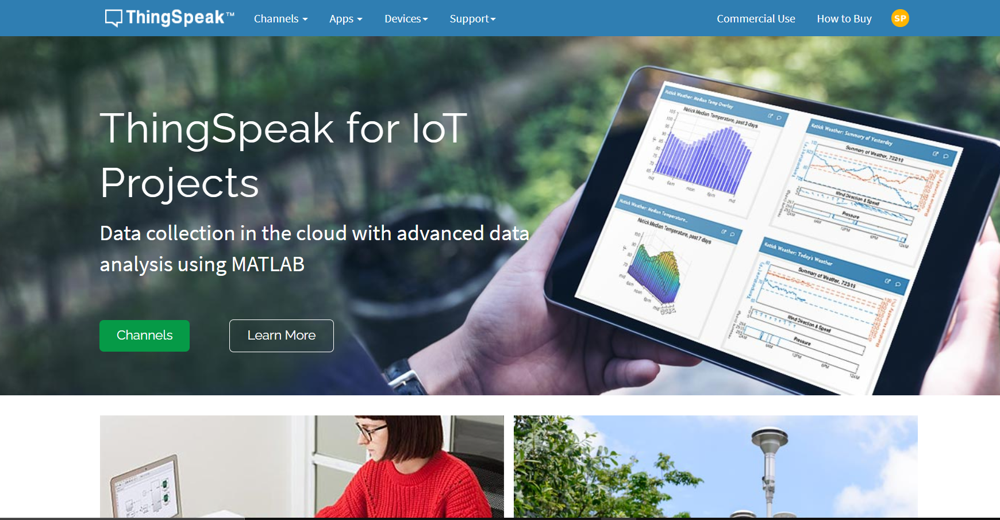 ThingSpeak™
Channels
Apps
Devices
Support
Commercial Use
How to Buy
SP
ThingSpeak for IoT
Projects
Data collection in the cloud with advanced data
analysis using MATLAB
Channels
Learn More
Natick Weather: Median Temp Overlay
Natick Median Temperature, past 3 days
Natick Weather: Summary of Yesterday
Summary of Weather, 7/22/19
Wind Direction & Speed
Pressure
Natick Weather: Median Temperature...
Natick Median Temperature, past 7 days
Natick Weather: Today's Weather
Summary of Weather, 7/23/19
Wind Direction & Speed
Pressure